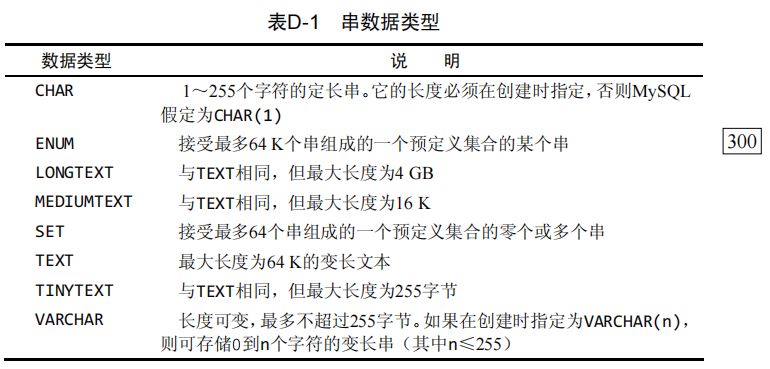 表D-1 串数据类型
数据类型 说 明
CHAR 1～255个字符的定长串。它的长度必须在创建时指定，否则MySQL
假定为CHAR(1)
ENUM 接受最多64 K个串组成的一个预定义集合的某个串
300
LONGTEXT 与TEXT相同，但最大长度为4 GB
MEDIUMTEXT 与TEXT相同，但最大长度为16 K
SET 接受最多64个串组成的一个预定义集合的零个或多个串
TEXT 最大长度为64 K的变长文本
TINYTEXT 与TEXT相同，但最大长度为255字节
VARCHAR 长度可变，最多不超过255字节。如果在创建时指定为VARCHAR(n)，
则可存储0到n个字符的变长串（其中n≤255）